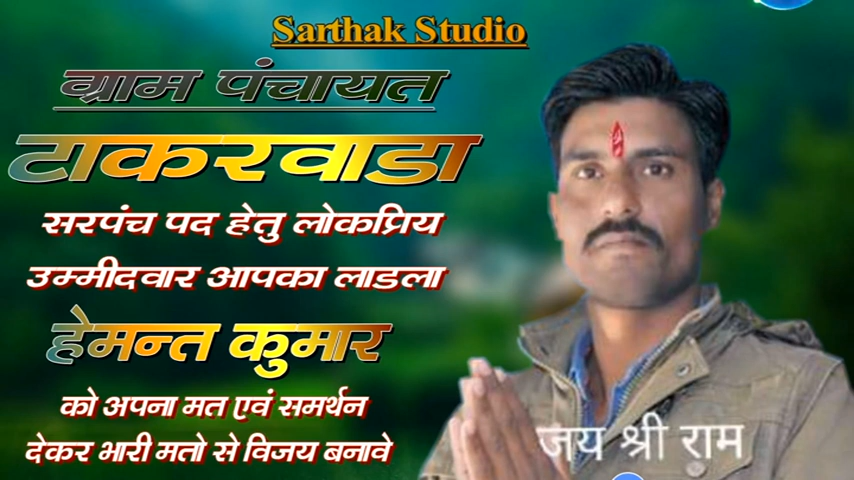 Sarthak Studio
ग्राम पंचायत
टाकरवाडा
सरपंच पद हेतु लोकप्रिय
उम्मीदवार आपका लाडला
हेमन्त कुमार
को अपना मत एवं समर्थन
देकर भारी मतो से विजय बनावे
जय श्री राम